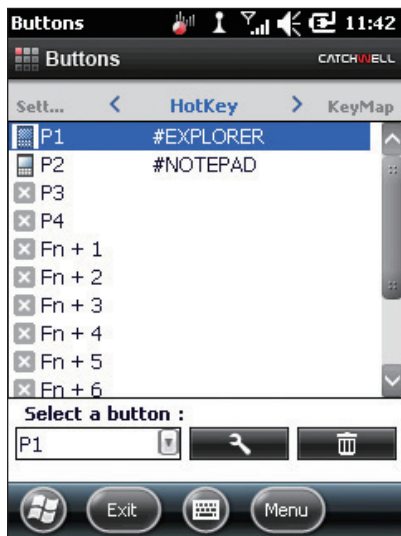 Buttons 11:42
Buttons CATCHWELL
Sett... < HotKey > KeyMap
P1 #EXPLORER
P2 #NOTEPAD
P3
P4
Fn + 1
Fn + 2
Fn + 3
Fn + 4
Fn + 5
Fn + 6
Select a button :
P1
Exit Menu